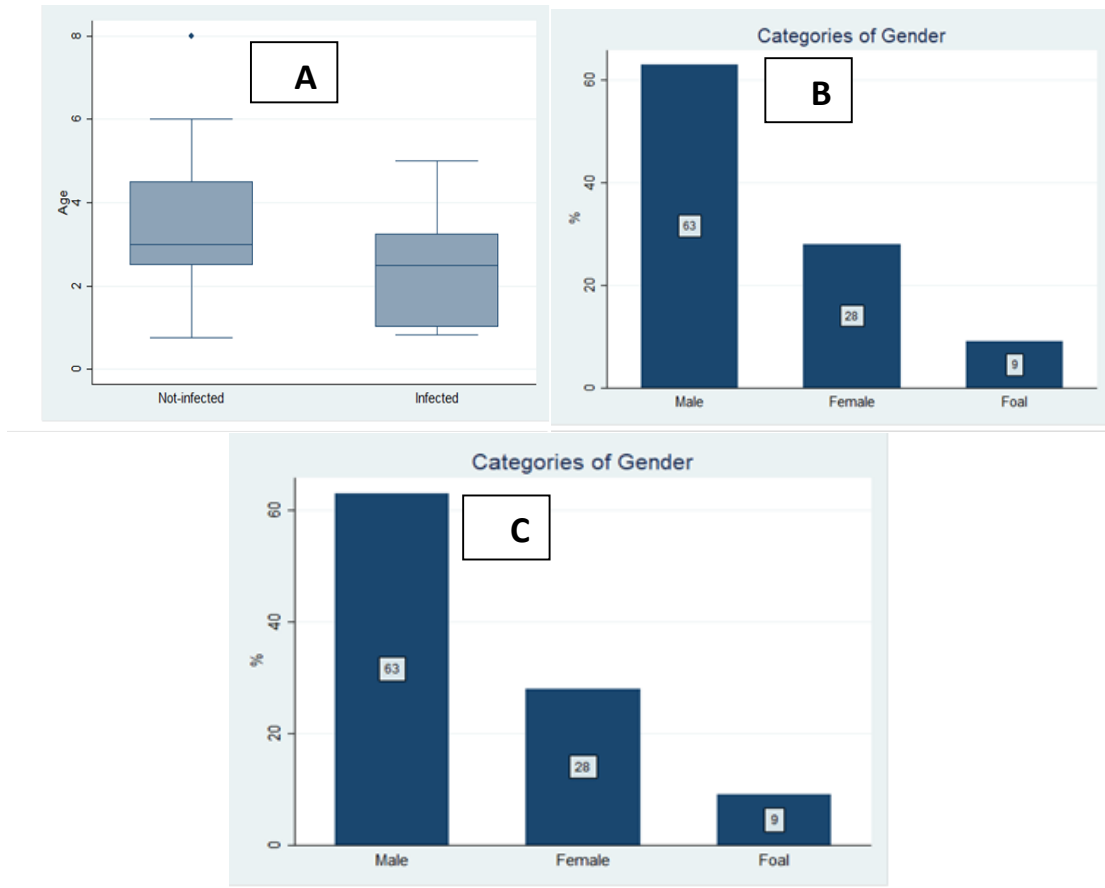 A
8
6
4
2
0
Age
Not-infected
Infected
Categories of Gender
B
60
40
20
0
%
63
28
9
Male
Female
Foal
Categories of Gender
C
60
40
20
0
%
63
28
9
Male
Female
Foal